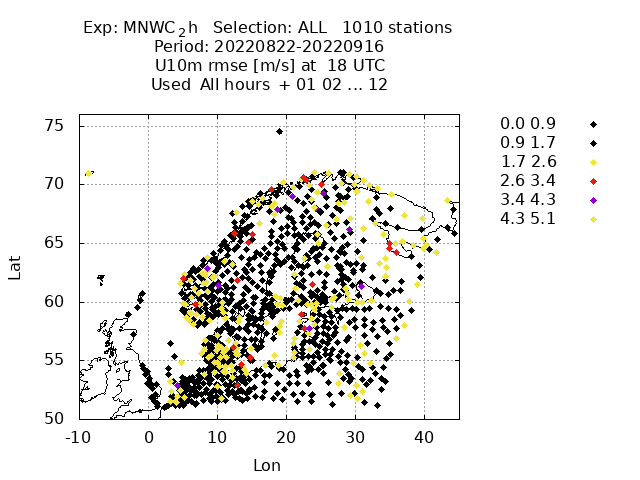 Exp: MNWC₂h   Selection: ALL   1010 stations
Period: 20220822-20220916
U10m rmse [m/s] at  18 UTC
Used  All hours  + 01 02 ... 12
0.0 0.9
0.9 1.7
1.7 2.6
2.6 3.4
3.4 4.3
4.3 5.1
75
70
65
60
55
50
Lat
-10 0 10 20 30 40
Lon